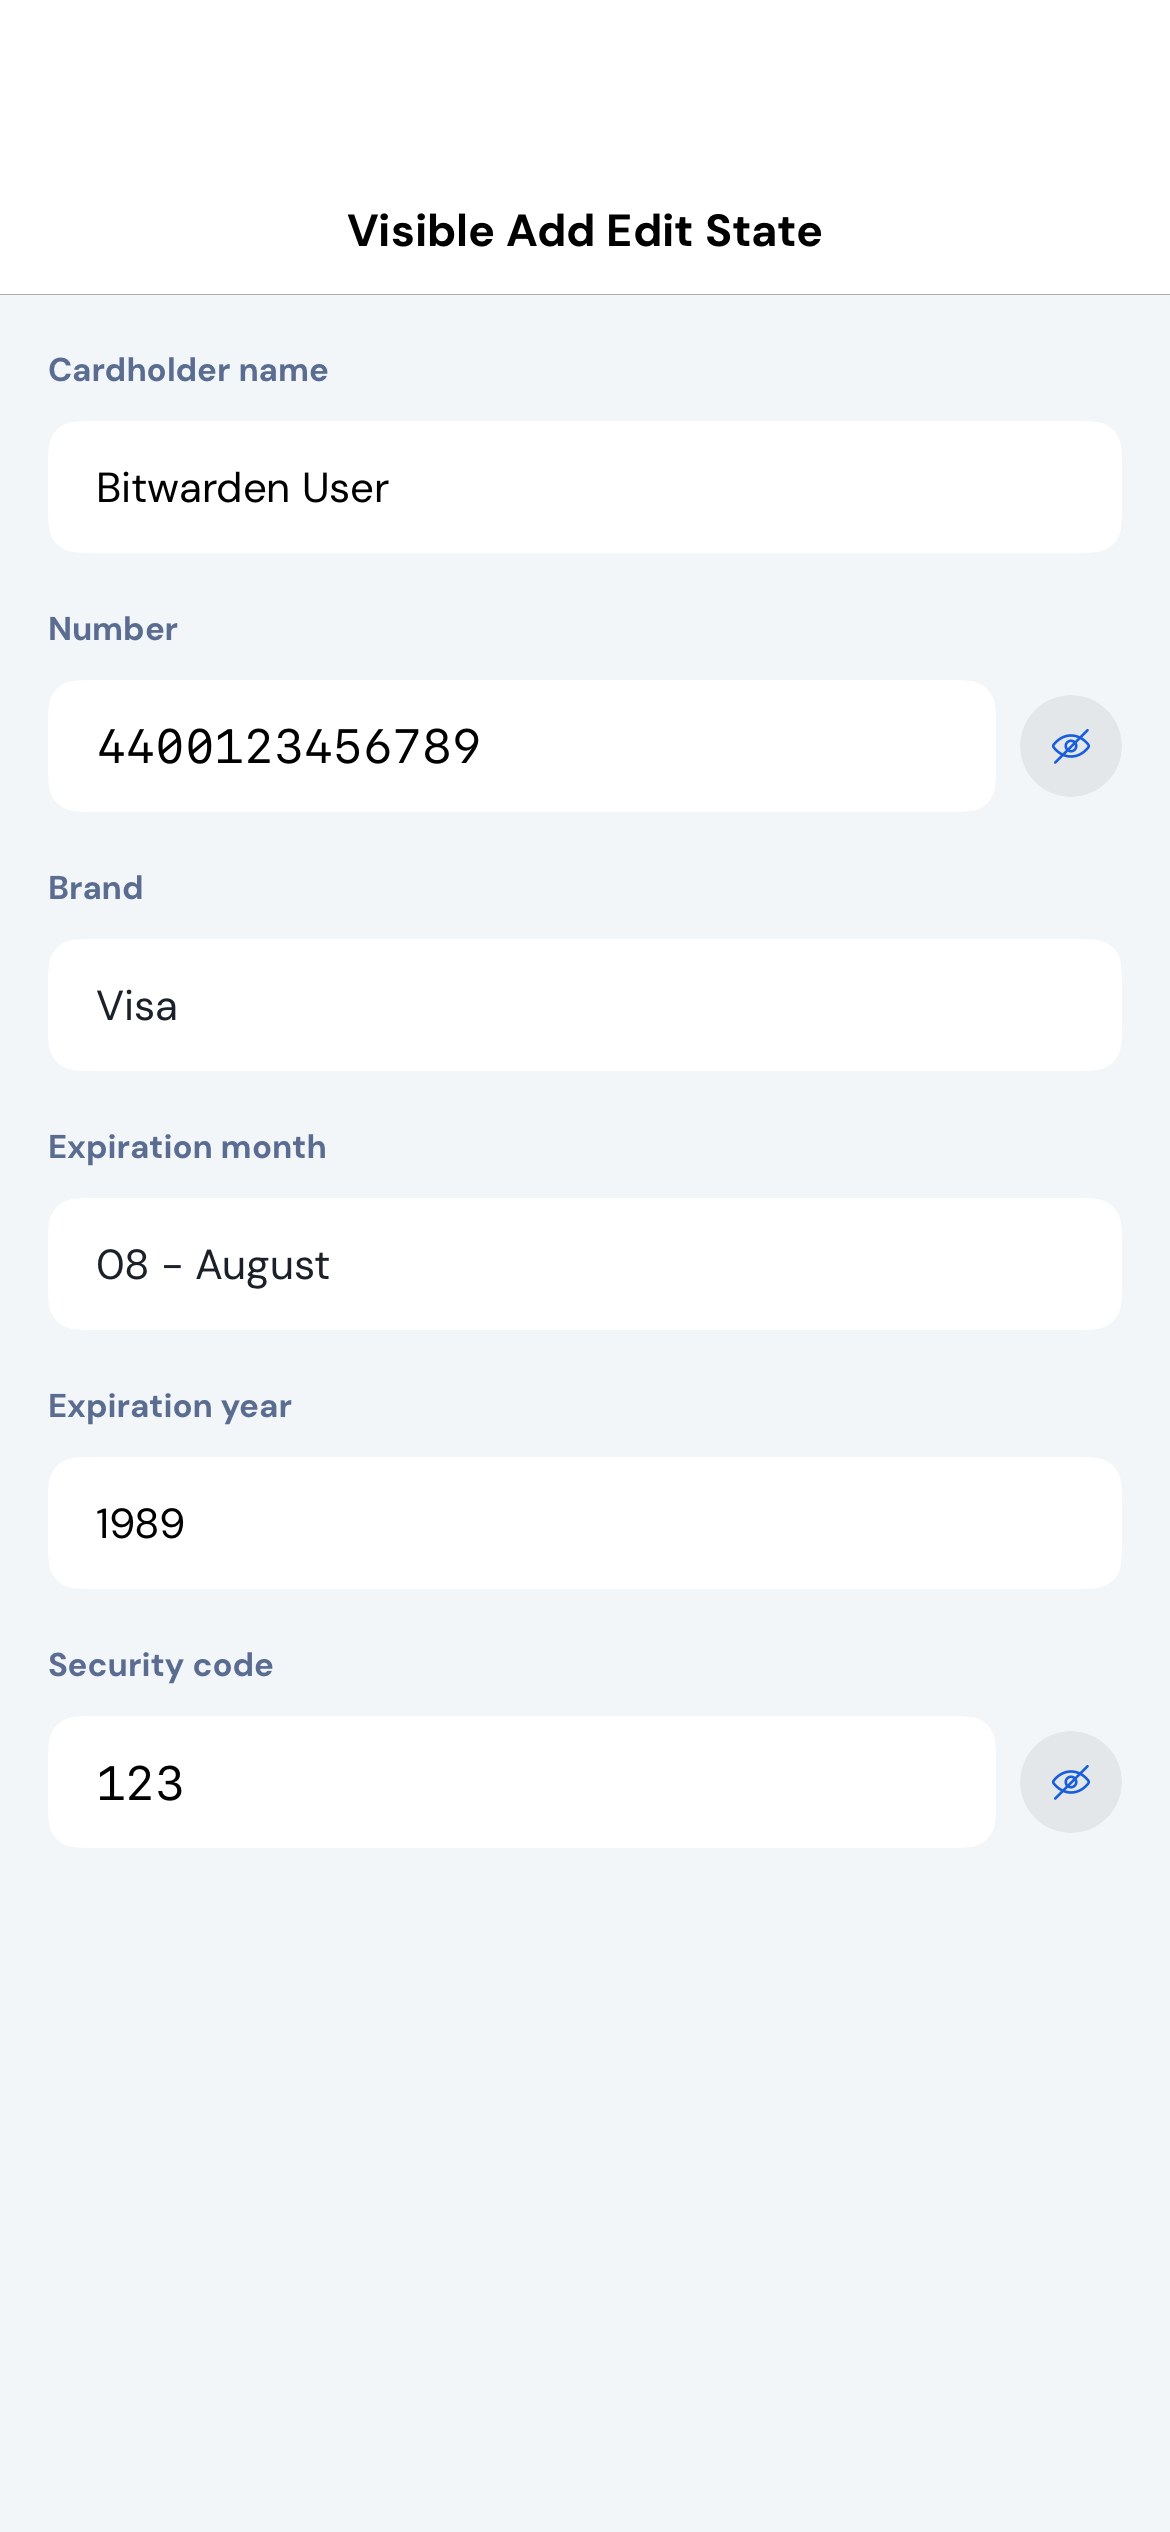 Visible Add Edit State
Cardholder name
Bitwarden User
Number
4400123456789
Brand
Visa
Expiration month
08 - August
Expiration year
1989
Security code
123